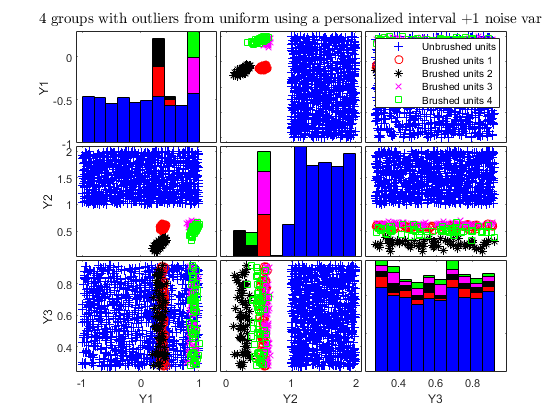 4 groups with outliers from uniform using a personalized interval +1 noise var
Y1
0
-0.5
-1
Unbrushed units
Brushed units 1
Brushed units 2
Brushed units 3
Brushed units 4
Y2
2
1.5
1
0.5
Y3
0.8
0.6
0.4
-1 0 1
0 1 2
0.4 0.6 0.8
Y1 Y2 Y3